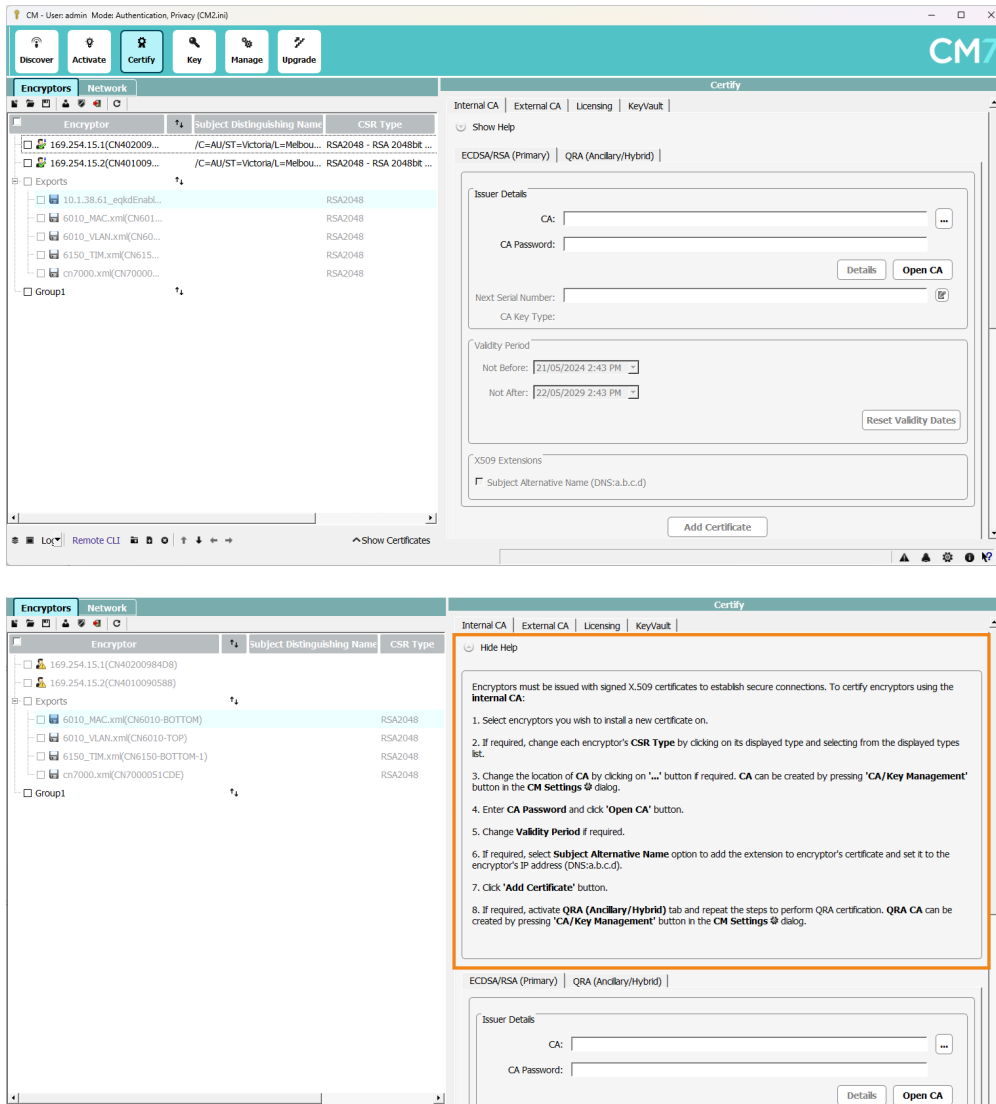 CM - User: admin Mode: Authentication, Privacy (CM2.ini)
Discover Activate Certify Key Manage Upgrade
CM7
Encryptors Network
Encryptor Subject Distinguishing Name CSR Type
169.254.15.1(CN402009... /C=AU/ST=Victoria/L=Melbou... RSA2048 - RSA 2048bit ...
169.254.15.2(CN401009... /C=AU/ST=Victoria/L=Melbou... RSA2048 - RSA 2048bit ...
Exports
10.1.38.61_eqkdEnabl... RSA2048
6010_MAC.xml(CN601... RSA2048
6010_VLAN.xml(CN60... RSA2048
6150_TIM.xml(CN615... RSA2048
cn7000.xml(CN70000... RSA2048
Group1
Remote CLI
Show Certificates
Certify
Internal CA External CA Licensing KeyVault
Show Help
ECDSA/RSA (Primary) QRA (Ancillary/Hybrid)
Issuer Details
CA: ...
CA Password:
Details Open CA
Next Serial Number:
CA Key Type:
Validity Period
Not Before: 21/05/2024 2:43 PM
Not After: 22/05/2029 2:43 PM
Reset Validity Dates
X509 Extensions
Subject Alternative Name (DNS:a.b.c.d)
Add Certificate
Encryptors Network
Encryptor Subject Distinguishing Name CSR Type
169.254.15.1(CN40200984D8)
169.254.15.2(CN4010090588)
Exports
6010_MAC.xml(CN6010-BOTTOM) RSA2048
6010_VLAN.xml(CN6010-TOP) RSA2048
6150_TIM.xml(CN6150-BOTTOM-1) RSA2048
cn7000.xml(CN7000051CDE) RSA2048
Group1
Certify
Internal CA External CA Licensing KeyVault
Hide Help
Encryptors must be issued with signed X.509 certificates to establish secure connections. To certify encryptors using the
internal CA:
1. Select encryptors you wish to install a new certificate on.
2. If required, change each encryptor's CSR Type by clicking on its displayed type and selecting from the displayed types
list.
3. Change the location of CA by clicking on '...' button if required. CA can be created by pressing 'CA/Key Management'
button in the CM Settings dialog.
4. Enter CA Password and click 'Open CA' button.
5. Change Validity Period if required.
6. If required, select Subject Alternative Name option to add the extension to encryptor's certificate and set it to the
encryptor's IP address (DNS:a.b.c.d).
7. Click 'Add Certificate' button.
8. If required, activate QRA (Ancillary/Hybrid) tab and repeat the steps to perform QRA certification. QRA CA can be
created by pressing 'CA/Key Management' button in the CM Settings dialog.
ECDSA/RSA (Primary) QRA (Ancillary/Hybrid)
Issuer Details
CA: ...
CA Password:
Details Open CA